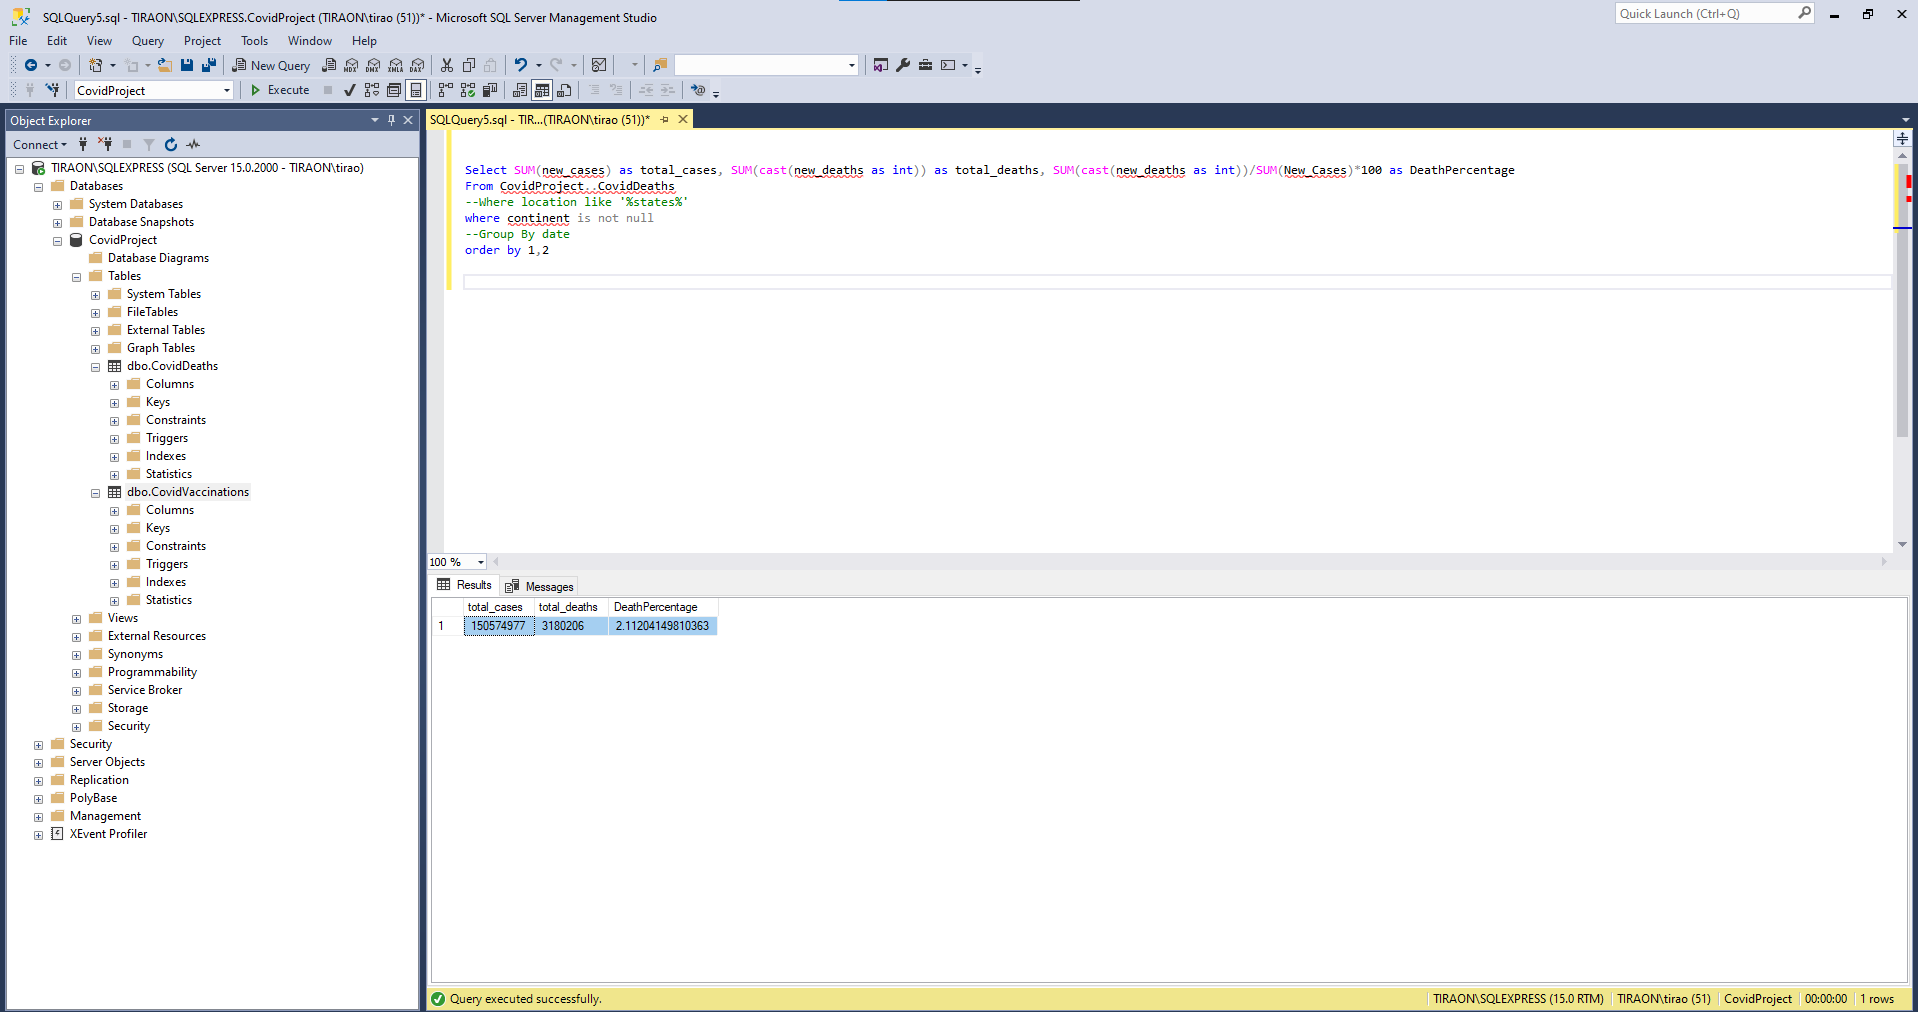 SQLQuery5.sql - TIRAON\SQLEXPRESS.CovidProject (TIRAON\tirao (51))* - Microsoft SQL Server Management Studio
Quick Launch (Ctrl+Q)
File Edit View Query Project Tools Window Help
New Query MDX DMX XMLA DAX
CovidProject Execute
Object Explorer
Connect
TIRAON\SQLEXPRESS (SQL Server 15.0.2000 - TIRAON\tirao)
Databases
System Databases
Database Snapshots
CovidProject
Database Diagrams
Tables
System Tables
FileTables
External Tables
Graph Tables
dbo.CovidDeaths
Columns
Keys
Constraints
Triggers
Indexes
Statistics
dbo.CovidVaccinations
Columns
Keys
Constraints
Triggers
Indexes
Statistics
Views
External Resources
Synonyms
Programmability
Service Broker
Storage
Security
Security
Server Objects
Replication
PolyBase
Management
XEvent Profiler
SQLQuery5.sql - TIR...(TIRAON\tirao (51))*
Select SUM(new_cases) as total_cases, SUM(cast(new_deaths as int)) as total_deaths, SUM(cast(new_deaths as int))/SUM(New_Cases)*100 as DeathPercentage
From CovidProject..CovidDeaths
--Where location like '%states%'
where continent is not null
--Group By date
order by 1,2
100 %
Results Messages
total_cases total_deaths DeathPercentage
1 150574977 3180206 2.11204149810363
Query executed successfully.
TIRAON\SQLEXPRESS (15.0 RTM) TIRAON\tirao (51) CovidProject 00:00:00 1 rows